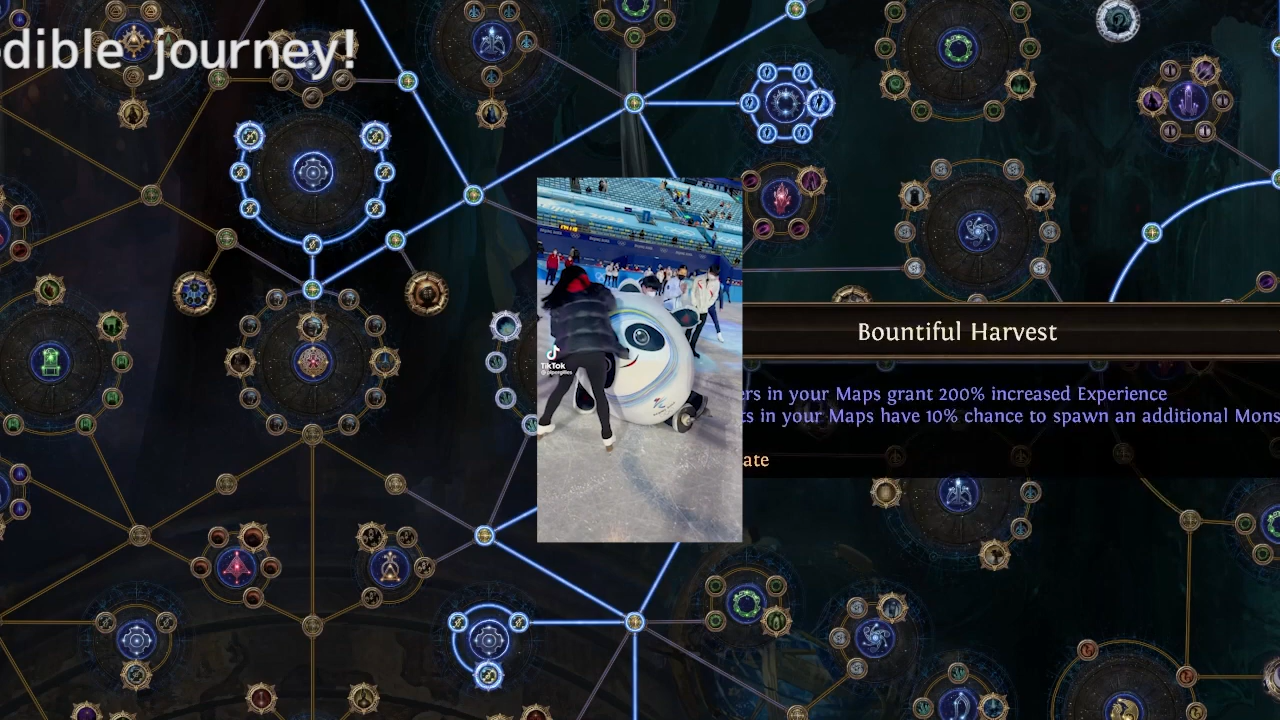 edible journey!
Bountiful Harvest
ers in your Maps grant 200% increased Experience
ts in your Maps have 10% chance to spawn an additional Mons
ate
TikTok